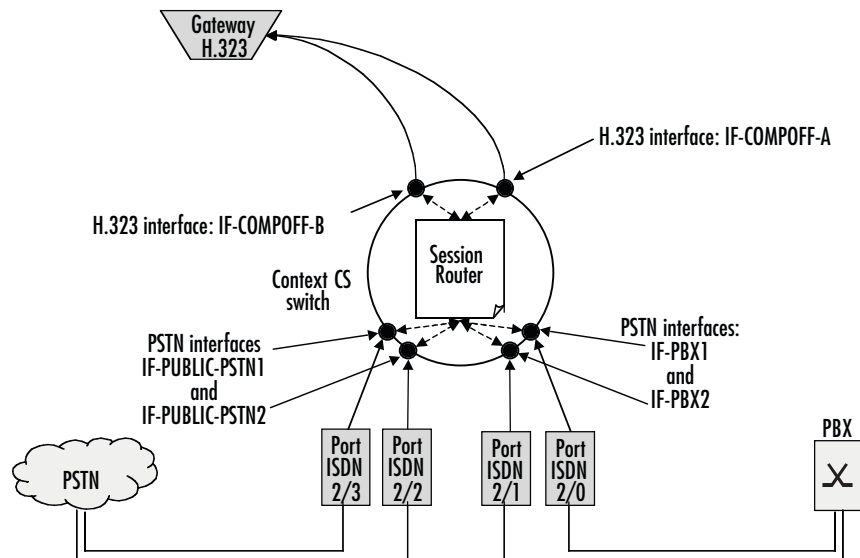 Gateway
H.323
H.323 interface: IF-COMPOFF-A
H.323 interface: IF-COMPOFF-B
Session
Router
Context CS
switch
PSTN interfaces
IF-PUBLIC-PSTN1
and
IF-PUBLIC-PSTN2
PSTN interfaces:
IF-PBX1
and
IF-PBX2
PSTN
Port
ISDN
2/3
Port
ISDN
2/2
Port
ISDN
2/1
Port
ISDN
2/0
PBX